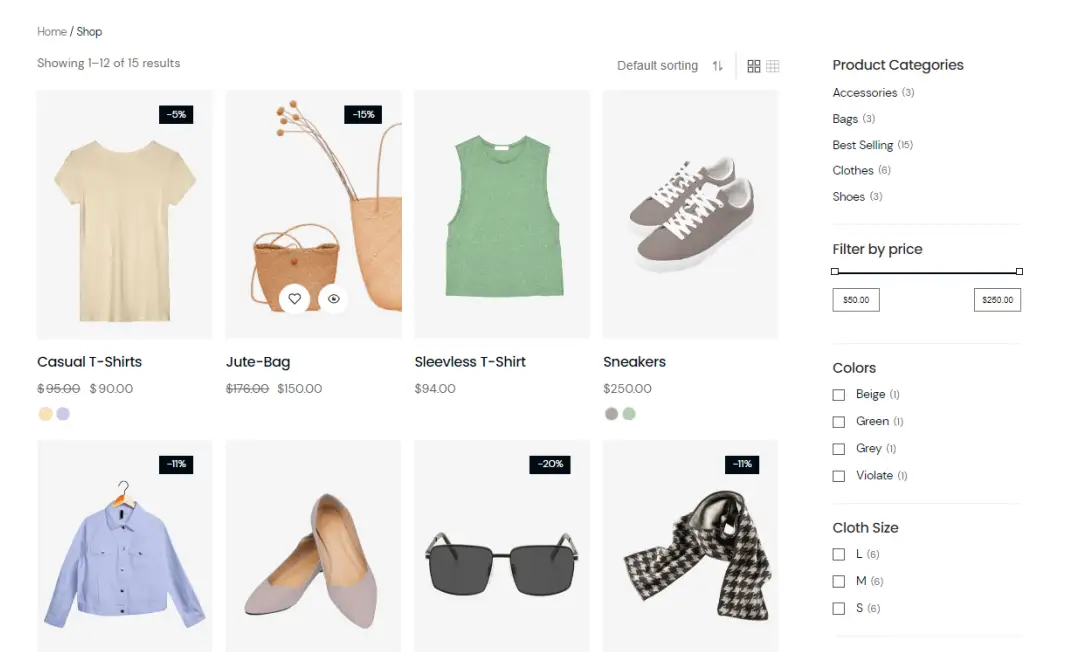 Home / Shop
Showing 1–12 of 15 results
Default sorting
-5%
-15%
Casual T-Shirts
Jute-Bag
Sleevless T-Shirt
Sneakers
$95.00 $90.00
$176.00 $150.00
$94.00
$250.00
-11%
-20%
-11%
Product Categories
Accessories (3)
Bags (3)
Best Selling (15)
Clothes (6)
Shoes (3)
Filter by price
$50.00
$250.00
Colors
Beige (1)
Green (1)
Grey (1)
Violate (1)
Cloth Size
L (6)
M (6)
S (6)